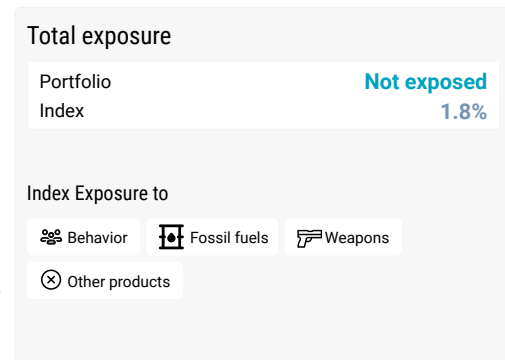 Total exposure
Portfolio Not exposed
Index 1.8%
Index Exposure to
Behavior Fossil fuels Weapons
Other products